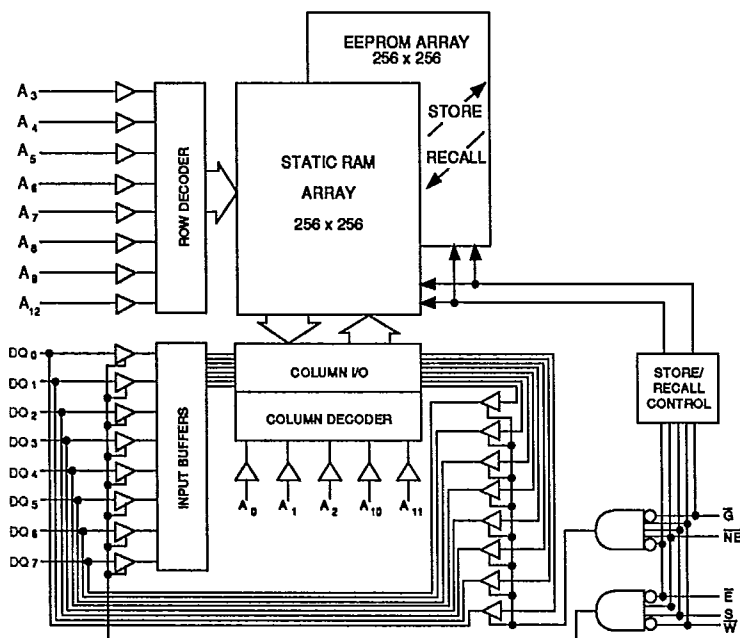 EEPROM ARRAY
256 x 256
STORE
RECALL
STATIC RAM
ARRAY
256 x 256
A3
A4
A5
A6
A7
A8
A9
A12
ROW DECODER
DQ0
DQ1
DQ2
DQ3
DQ4
DQ5
DQ6
DQ7
INPUT BUFFERS
COLUMN I/O
COLUMN DECODER
A0
A1
A2
A10
A11
STORE/
RECALL
CONTROL
G̅
N̅E̅
E̅
S
W̅